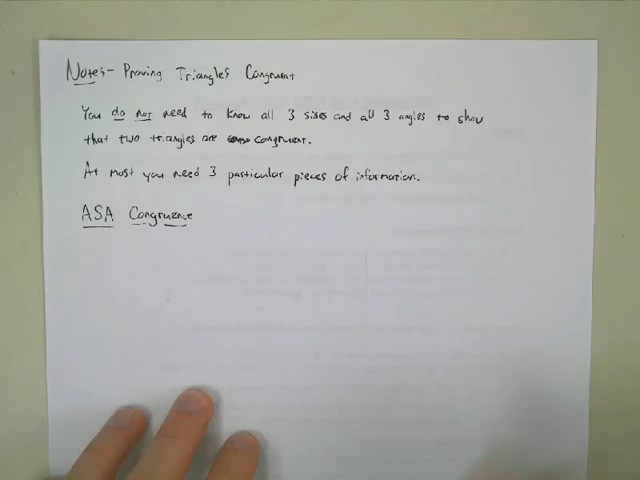 Notes - Proving Triangles Congruent
You do not need to know all 3 sides and all 3 angles to show
that two triangles are congruent.
At most you need 3 particular pieces of information.
ASA Congruence